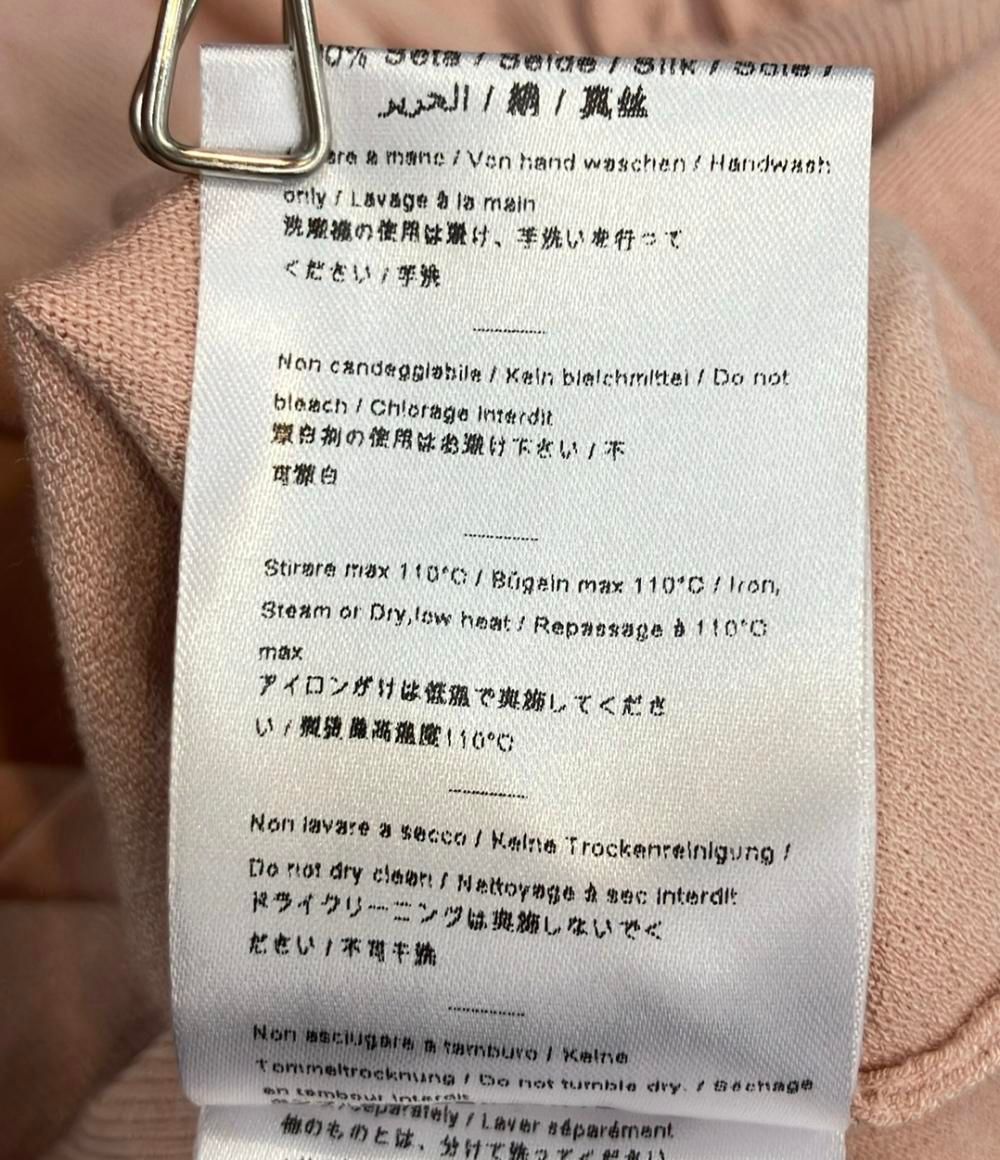 0% Seta / Seide / Silk / Soie /
الحرير / 絹 / 真丝
are a mano / Von hand waschen / Handwash
only / Lavage à la main
洗濯機の使用は避け、手洗いを行って
ください / 手洗
Non candeggiabile / Kein bleichmittel / Do not
bleach / Chlorage interdit
漂白剤の使用はお避け下さい / 不
可漂白
Stirare max 110°C / Bügeln max 110°C / Iron,
Steam or Dry,low heat / Repassage à 110°C
max
アイロンがけは低温で
してくださ
い / 最高温度110°C
Non lavare a secco / Keine Trockenreinigung /
Do not dry clean / Nettoyage à sec interdit
ドライクリーニングは
しないでく
ださい / 不可干洗
Non asciugare a tamburo / Keine
Tommeltrocknung / Do not tumble dry. / Séchage
en tambour interdit
separately / Laver séparément
他のものとは、分けて洗ってください